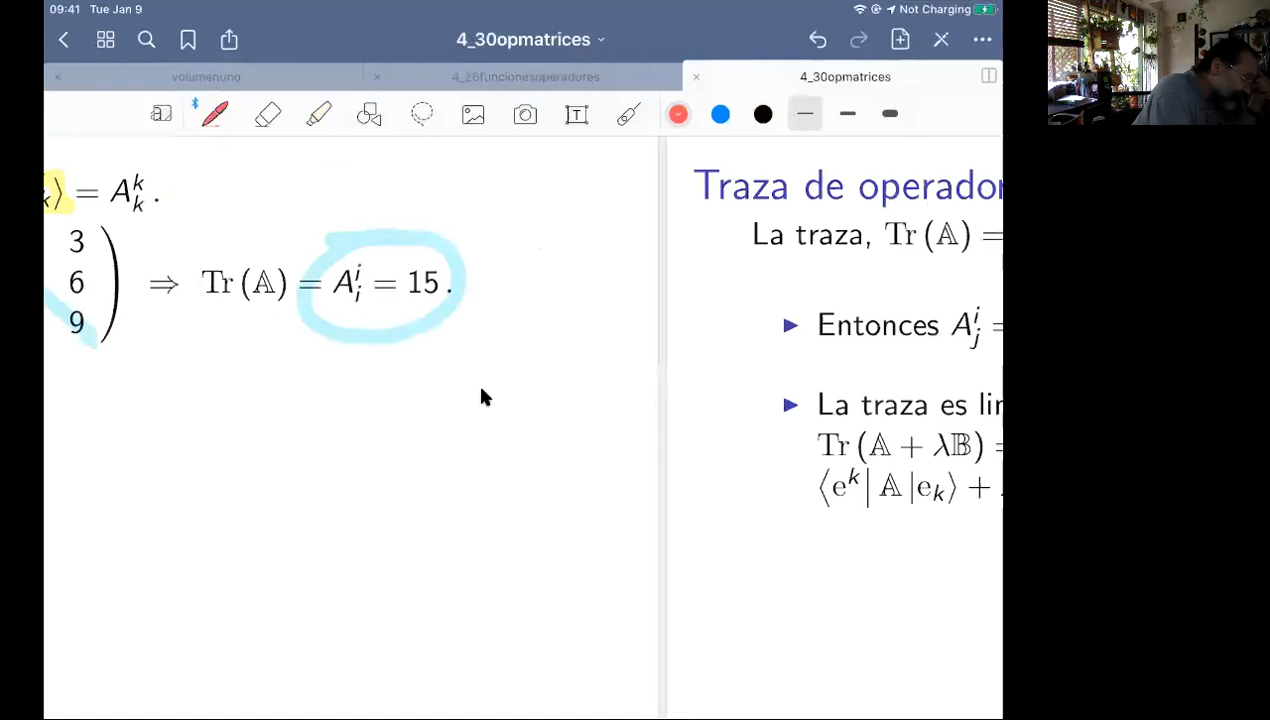 09:41 Tue Jan 9
Not Charging
4_30opmatrices
volumenuno
4_26funcionesuperadores
4_30opmatrices
⟩ = A^k_k .
3
6
9
⇒ Tr (𝔸) = A^i_i = 15 .
Traza de operador
La traza, Tr (𝔸) =
▶ Entonces A^i_j =
▶ La traza es lin
Tr (𝔸 + λ𝔹) =
⟨e^k| 𝔸 |e_k⟩ +